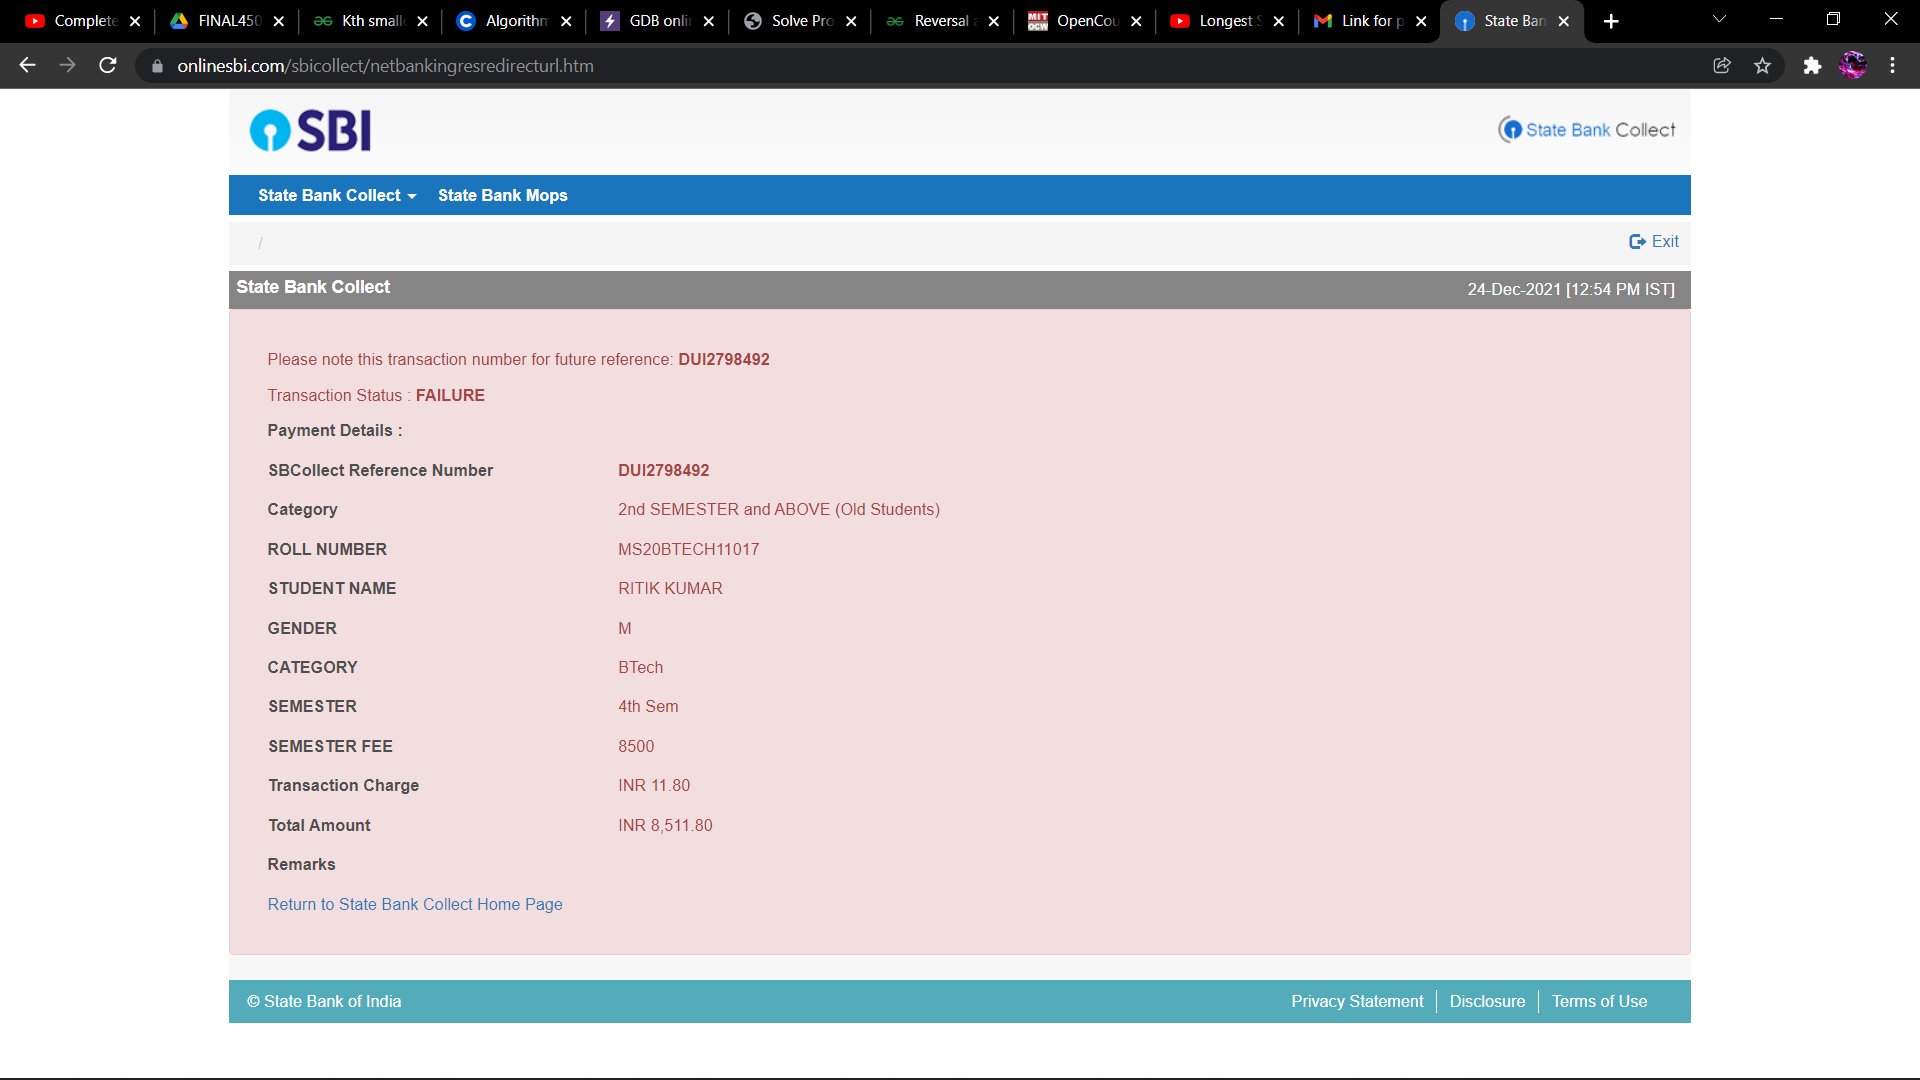 Complete
FINAL450
Kth small
Algorithm
GDB onlin
Solve Pro
Reversal
MIT OCW
OpenCou
Longest S
Link for p
State Ban
onlinesbi.com/sbicollect/netbankingresredirecturl.htm
SBI
State Bank Collect
State Bank Collect State Bank Mops
/ Exit
State Bank Collect 24-Dec-2021 [12:54 PM IST]
Please note this transaction number for future reference: DUI2798492
Transaction Status : FAILURE
Payment Details :
SBCollect Reference Number DUI2798492
Category 2nd SEMESTER and ABOVE (Old Students)
ROLL NUMBER MS20BTECH11017
STUDENT NAME RITIK KUMAR
GENDER M
CATEGORY BTech
SEMESTER 4th Sem
SEMESTER FEE 8500
Transaction Charge INR 11.80
Total Amount INR 8,511.80
Remarks
Return to State Bank Collect Home Page
© State Bank of India Privacy Statement Disclosure Terms of Use